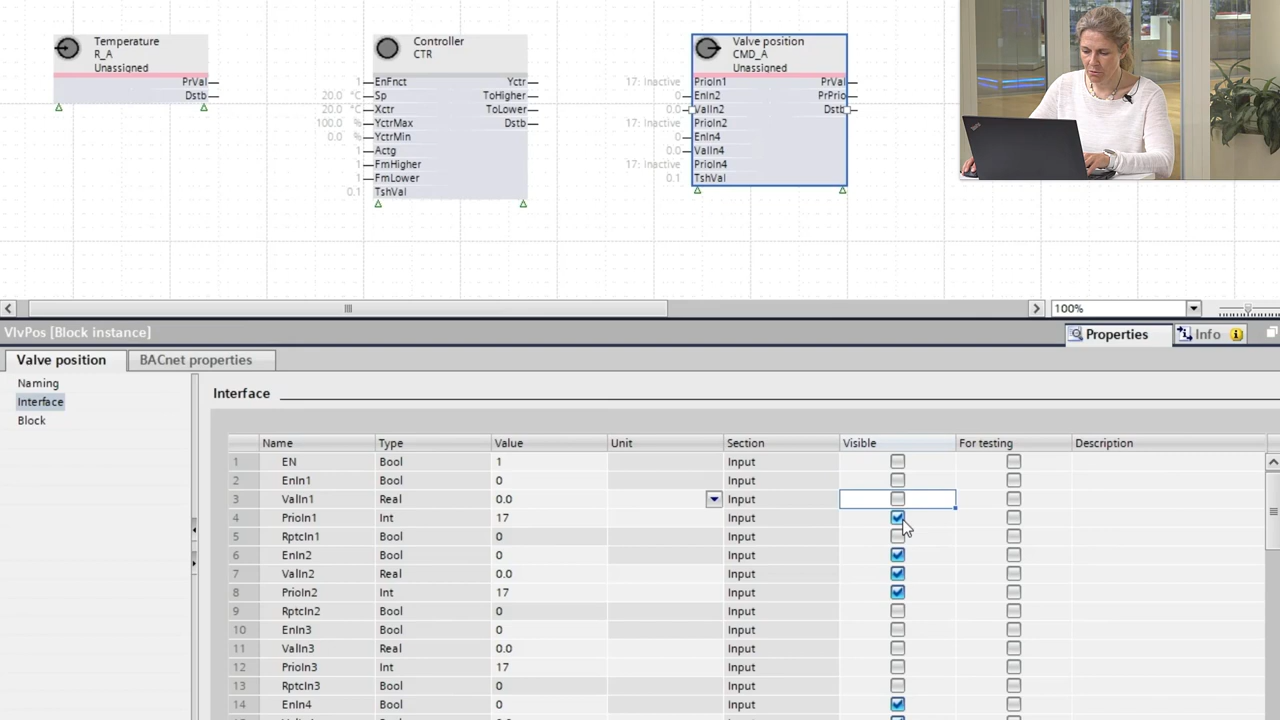 Temperature
R_A
Unassigned
PrVal
Dstb
Controller
CTR
1 EnFnct Yctr
20.0 °C Sp ToHigher
20.0 °C Xctr ToLower
100.0 % YctrMax Dstb
0.0 % YctrMin
1 Actg
1 FmHigher
1 FmLower
0.1 TshVal
Valve position
CMD_A
Unassigned
17: Inactive PrioIn1 PrVal
0 EnIn2 PrPrio
0.0 ValIn2 Dstb
17: Inactive PrioIn2
0 EnIn4
0.0 ValIn4
17: Inactive PrioIn4
0.1 TshVal
100%
VlvPos [Block instance]
Properties
Info
Valve position
BACnet properties
Naming
Interface
Block
Interface
Name Type Value Unit Section Visible For testing Description
1 EN Bool 1 Input
2 EnIn1 Bool 0 Input
3 ValIn1 Real 0.0 Input
4 PrioIn1 Int 17 Input
5 RptcIn1 Bool 0 Input
6 EnIn2 Bool 0 Input
7 ValIn2 Real 0.0 Input
8 PrioIn2 Int 17 Input
9 RptcIn2 Bool 0 Input
10 EnIn3 Bool 0 Input
11 ValIn3 Real 0.0 Input
12 PrioIn3 Int 17 Input
13 RptcIn3 Bool 0 Input
14 EnIn4 Bool 0 Input